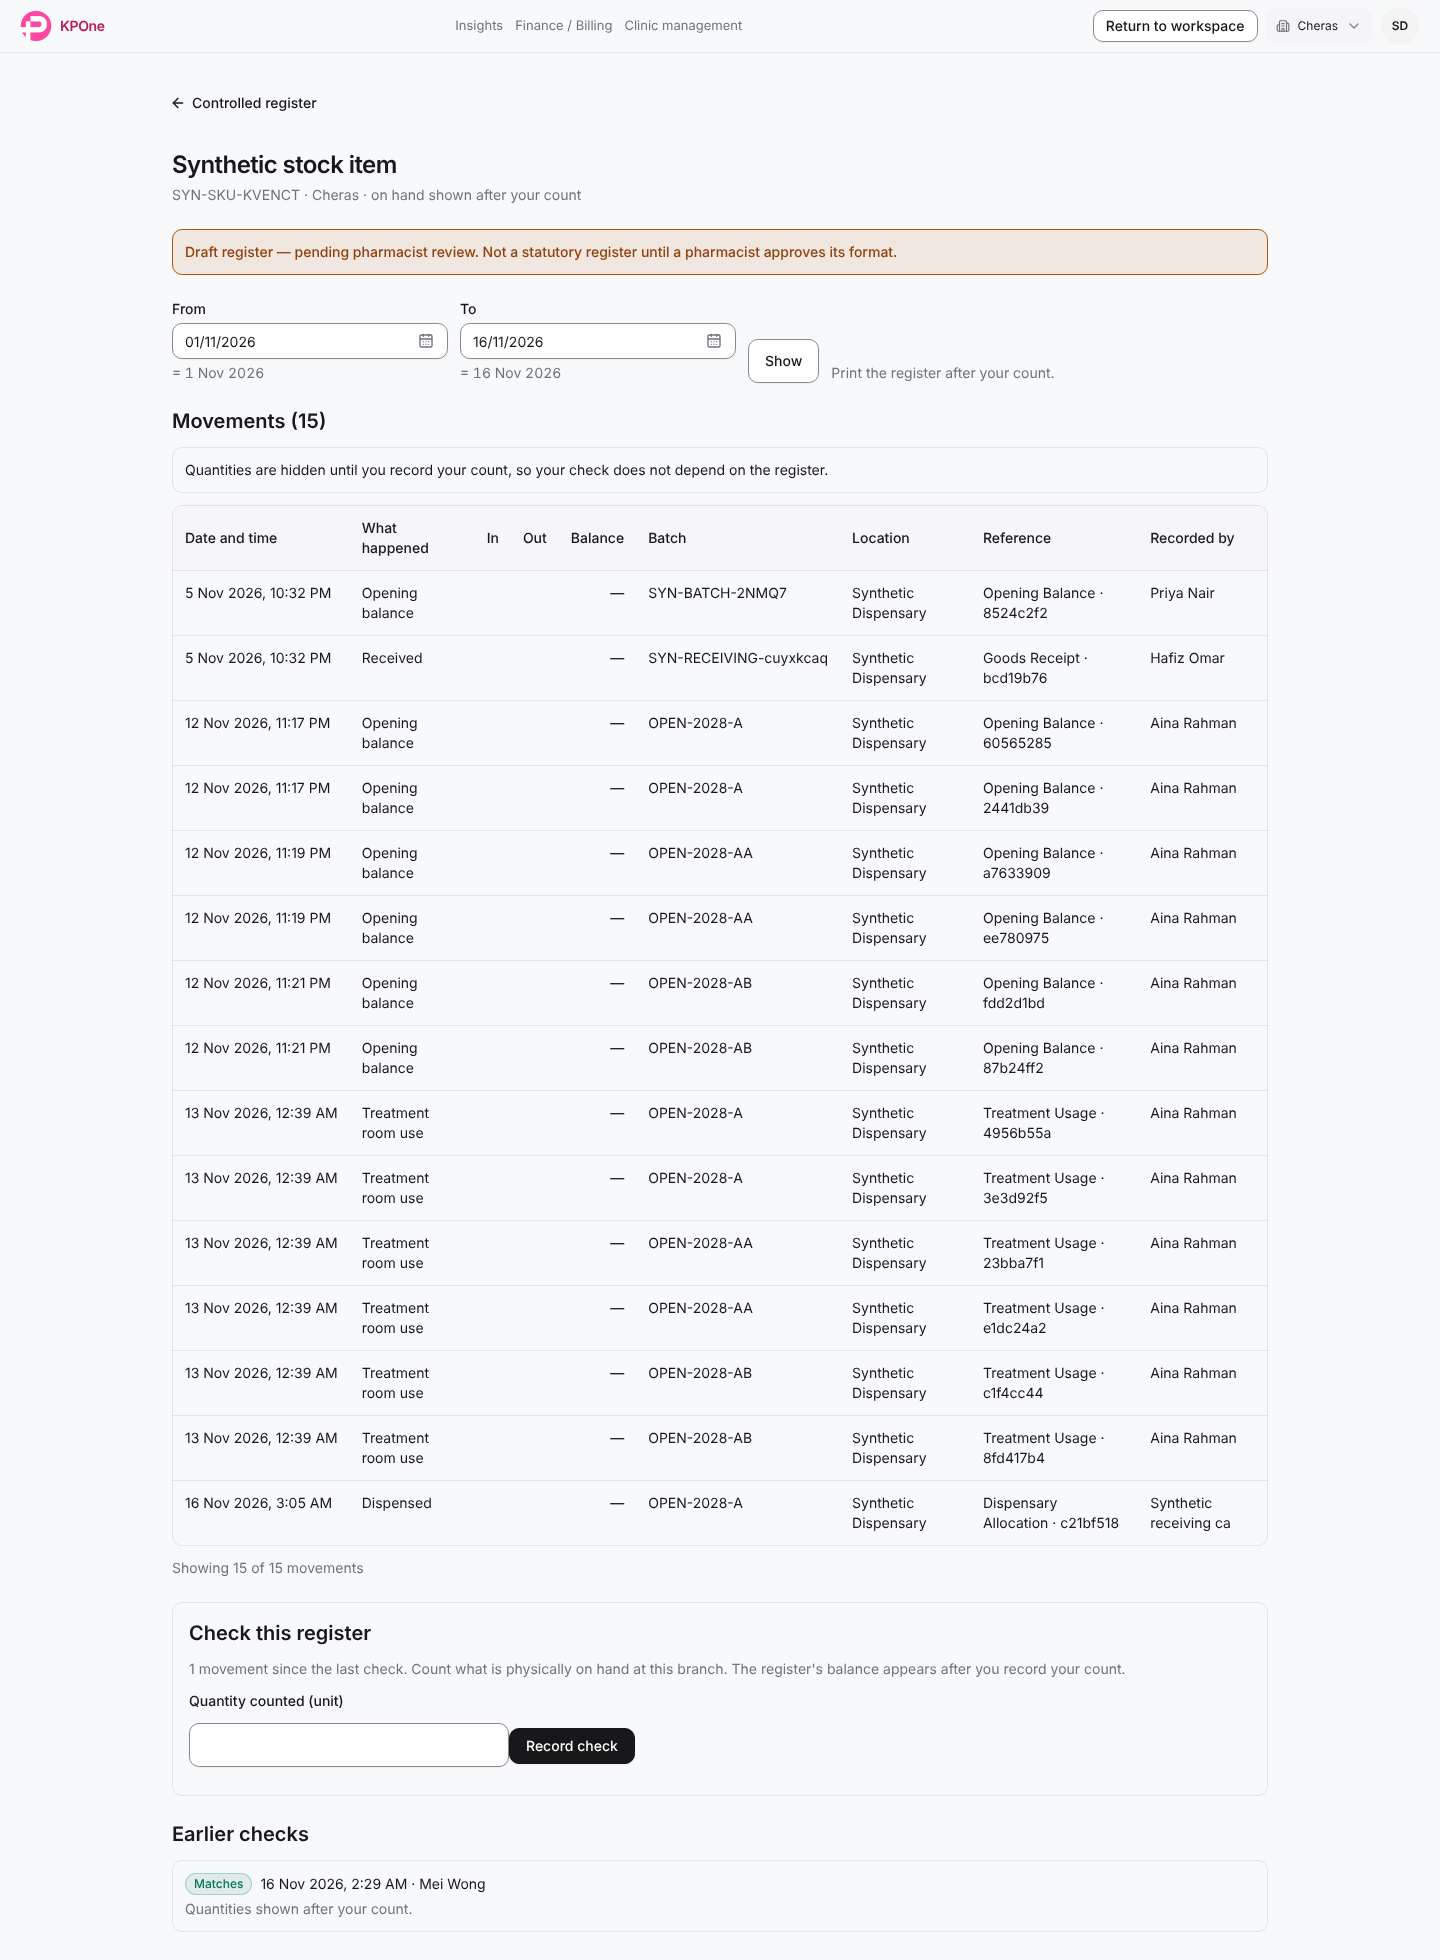 KPOne
Insights Finance / Billing Clinic management
Return to workspace
Cheras
SD
Controlled register
Synthetic stock item
SYN-SKU-KVENCT · Cheras · on hand shown after your count
Draft register — pending pharmacist review. Not a statutory register until a pharmacist approves its format.
From
To
01/11/2026
16/11/2026
= 1 Nov 2026
= 16 Nov 2026
Show
Print the register after your count.
Movements (15)
Quantities are hidden until you record your count, so your check does not depend on the register.
Date and time What happened In Out Balance Batch Location Reference Recorded by
5 Nov 2026, 10:32 PM Opening balance — SYN-BATCH-2NMQ7 Synthetic Dispensary Opening Balance · 8524c2f2 Priya Nair
5 Nov 2026, 10:32 PM Received — SYN-RECEIVING-cuyxkcaq Synthetic Dispensary Goods Receipt · bcd19b76 Hafiz Omar
12 Nov 2026, 11:17 PM Opening balance — OPEN-2028-A Synthetic Dispensary Opening Balance · 60565285 Aina Rahman
12 Nov 2026, 11:17 PM Opening balance — OPEN-2028-A Synthetic Dispensary Opening Balance · 2441db39 Aina Rahman
12 Nov 2026, 11:19 PM Opening balance — OPEN-2028-AA Synthetic Dispensary Opening Balance · a7633909 Aina Rahman
12 Nov 2026, 11:19 PM Opening balance — OPEN-2028-AA Synthetic Dispensary Opening Balance · ee780975 Aina Rahman
12 Nov 2026, 11:21 PM Opening balance — OPEN-2028-AB Synthetic Dispensary Opening Balance · fdd2d1bd Aina Rahman
12 Nov 2026, 11:21 PM Opening balance — OPEN-2028-AB Synthetic Dispensary Opening Balance · 87b24ff2 Aina Rahman
13 Nov 2026, 12:39 AM Treatment room use — OPEN-2028-A Synthetic Dispensary Treatment Usage · 4956b55a Aina Rahman
13 Nov 2026, 12:39 AM Treatment room use — OPEN-2028-A Synthetic Dispensary Treatment Usage · 3e3d92f5 Aina Rahman
13 Nov 2026, 12:39 AM Treatment room use — OPEN-2028-AA Synthetic Dispensary Treatment Usage · 23bba7f1 Aina Rahman
13 Nov 2026, 12:39 AM Treatment room use — OPEN-2028-AA Synthetic Dispensary Treatment Usage · e1dc24a2 Aina Rahman
13 Nov 2026, 12:39 AM Treatment room use — OPEN-2028-AB Synthetic Dispensary Treatment Usage · c1f4cc44 Aina Rahman
13 Nov 2026, 12:39 AM Treatment room use — OPEN-2028-AB Synthetic Dispensary Treatment Usage · 8fd417b4 Aina Rahman
16 Nov 2026, 3:05 AM Dispensed — OPEN-2028-A Synthetic Dispensary Dispensary Allocation · c21bf518 Synthetic receiving ca
Showing 15 of 15 movements
Check this register
1 movement since the last check. Count what is physically on hand at this branch. The register's balance appears after you record your count.
Quantity counted (unit)
Record check
Earlier checks
Matches 16 Nov 2026, 2:29 AM · Mei Wong
Quantities shown after your count.